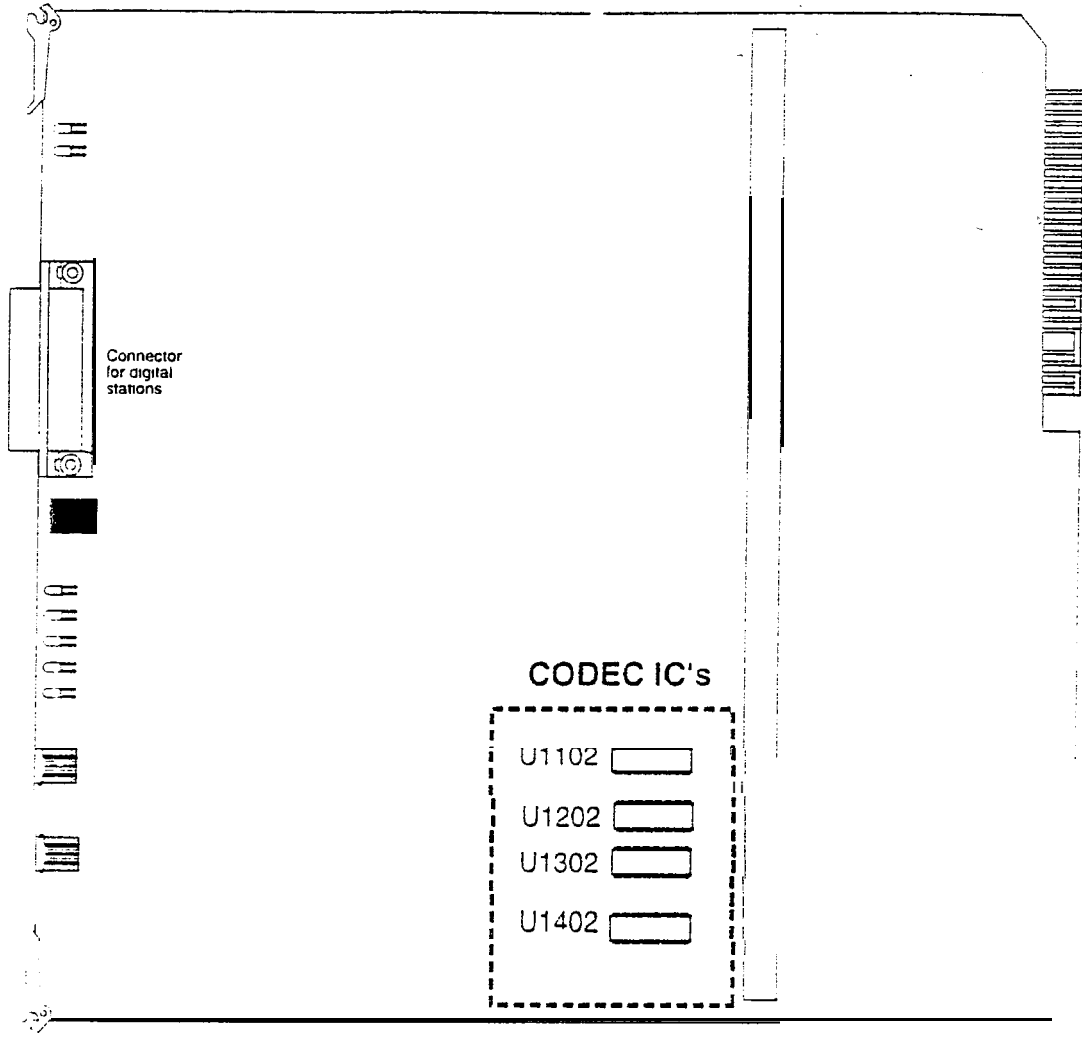 Connector
for digital
stations
CODEC IC's
U1102
U1202
U1302
U1402